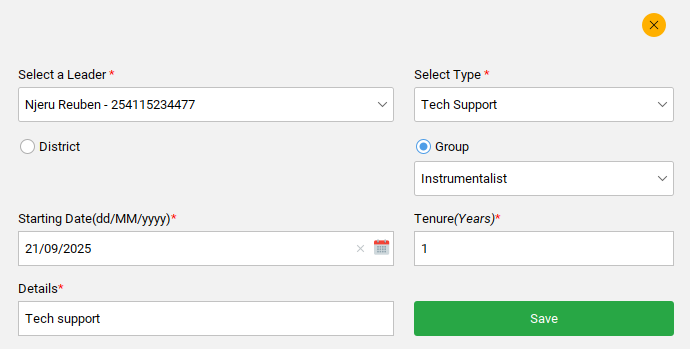 Select a Leader *
Select Type *
Njeru Reuben - 254115234477
Tech Support
District
Group
Instrumentalist
Starting Date(dd/MM/yyyy)*
Tenure(Years)*
21/09/2025
1
Details*
Tech support
Save